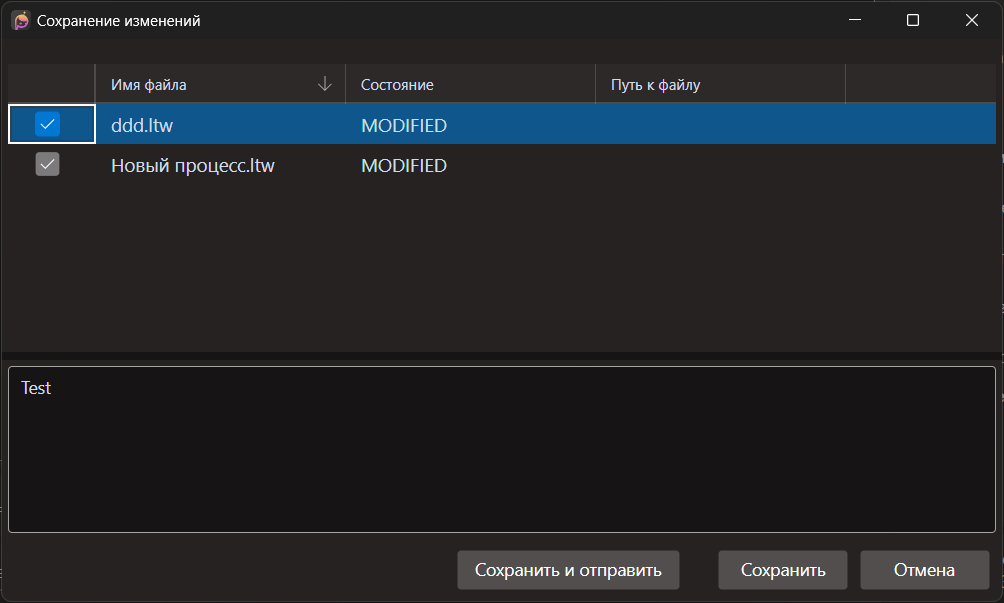 Сохранение изменений
Имя файла Состояние Путь к файлу
ddd.ltw MODIFIED
Новый процесс.ltw MODIFIED
Test
Сохранить и отправить Сохранить Отмена